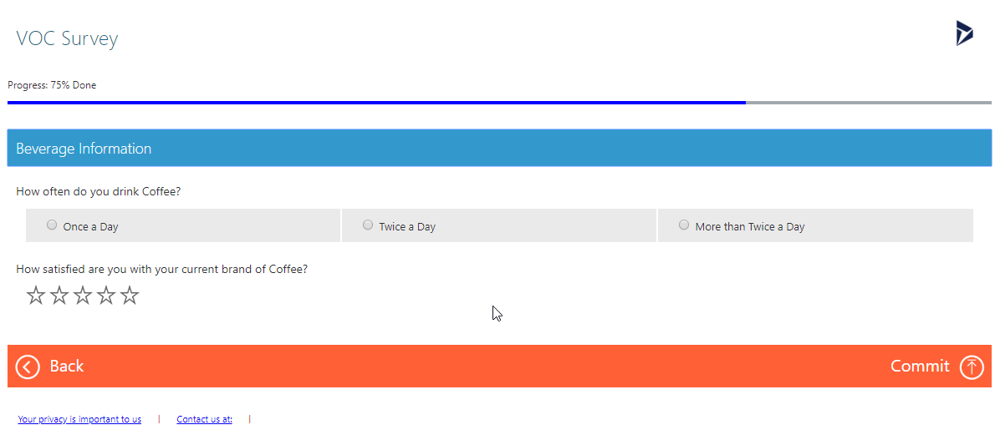 VOC Survey
Progress: 75% Done
Beverage Information
How often do you drink Coffee?
Once a Day Twice a Day More than Twice a Day
How satisfied are you with your current brand of Coffee?
Back Commit
Your privacy is important to us | Contact us at: |